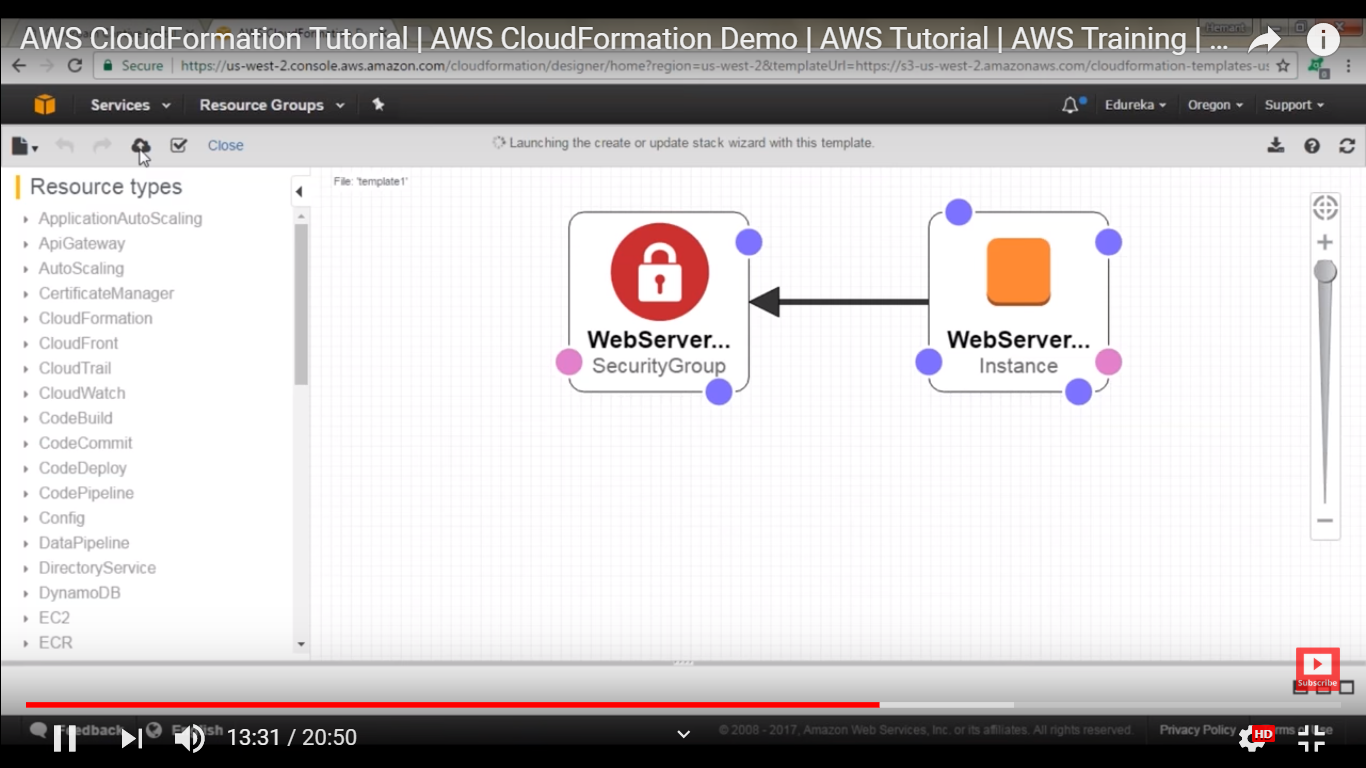 AWS CloudFormation Tutorial | AWS CloudFormation Demo | AWS Tutorial | AWS Training | ...
Secure
https://us-west-2.console.aws.amazon.com/cloudformation/designer/home?region=us-west-2&templateUrl=https://s3-us-west-2.amazonaws.com/cloudformation-templates-us
6
Services
Resource Groups
Edureka
Oregon
Support
Close
Launching the create or update stack wizard with this template.
Resource types
File: 'template1'
ApplicationAutoScaling
ApiGateway
AutoScaling
CertificateManager
CloudFormation
CloudFront
CloudTrail
CloudWatch
CodeBuild
CodeCommit
CodeDeploy
CodePipeline
Config
DataPipeline
DirectoryService
DynamoDB
EC2
ECR
WebServer...
SecurityGroup
WebServer...
Instance
Subscribe
Feedback
English
13:31 / 20:50
© 2008 - 2017, Amazon Web Services, Inc. or its affiliates. All rights reserved.
Privacy Policy
HD